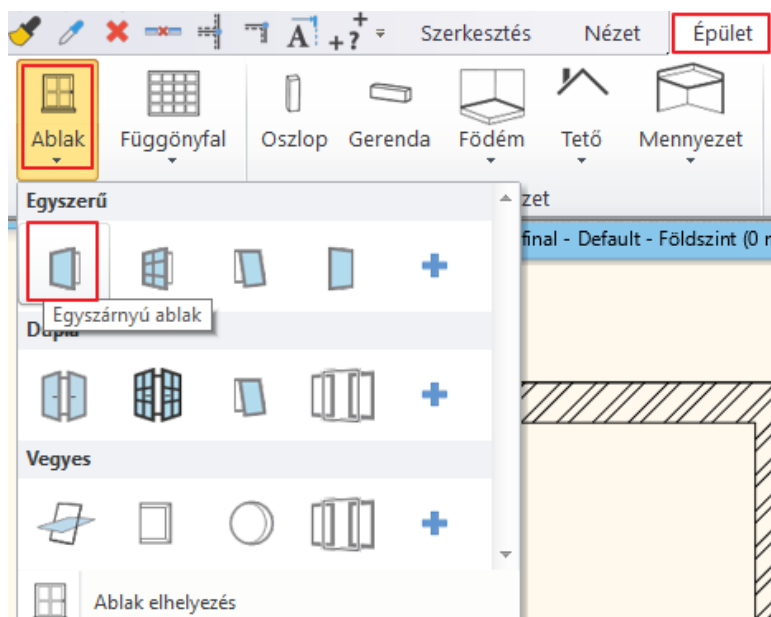 A
+?+
Szerkesztés Nézet Épület
Ablak Függönyfal Oszlop Gerenda Födém Tető Mennyezet
Egyszerű
zet
final - Default - Földszint (0 r
Egyszárnyú ablak
Dupla
Vegyes
Ablak elhelyezés